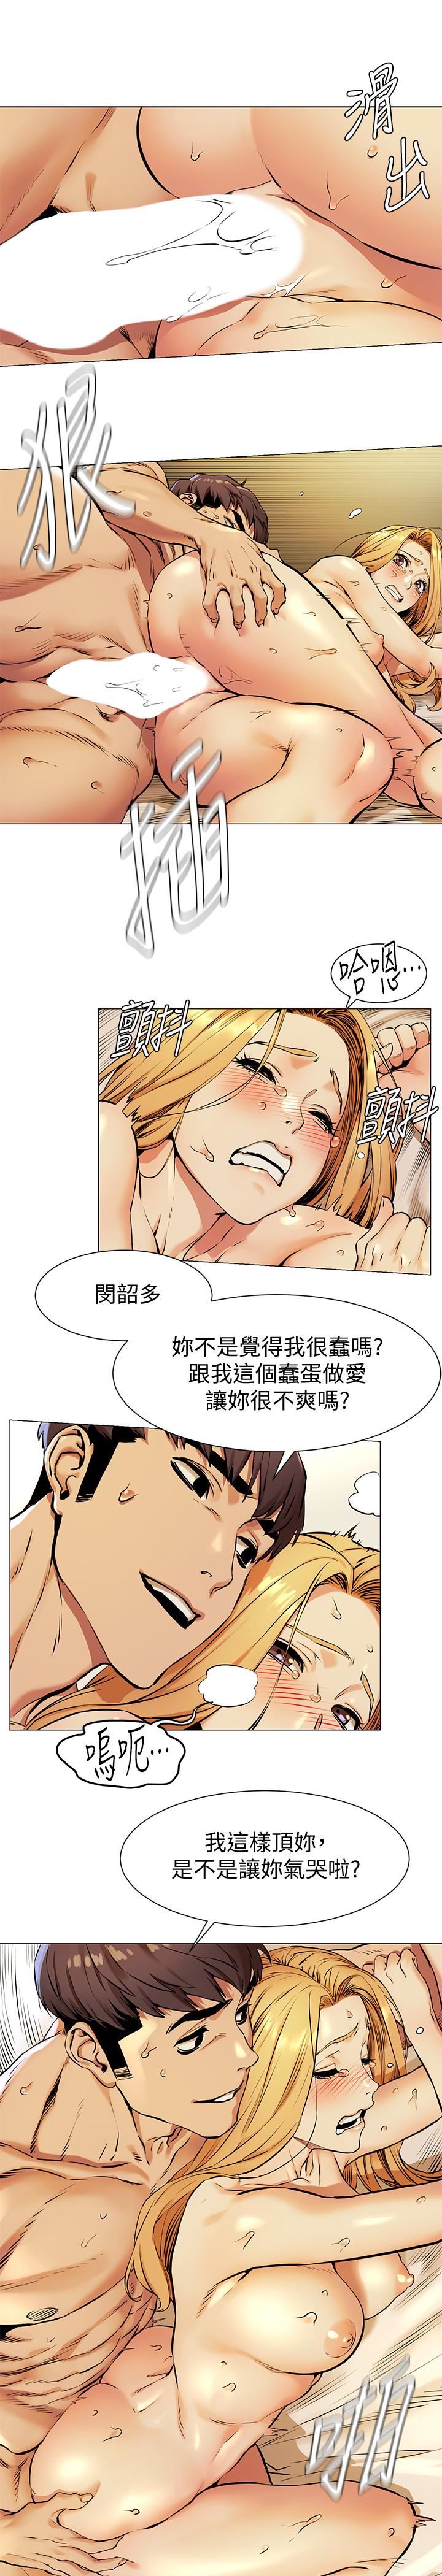 滑出
狠
插
哈嗯…
顫抖
顫抖
閔韶多
妳不是覺得我很蠢嗎?
跟我這個蠢蛋做愛
讓妳很不爽嗎?
嗚呃…
我這樣頂妳，
是不是讓妳氣哭啦?
啪